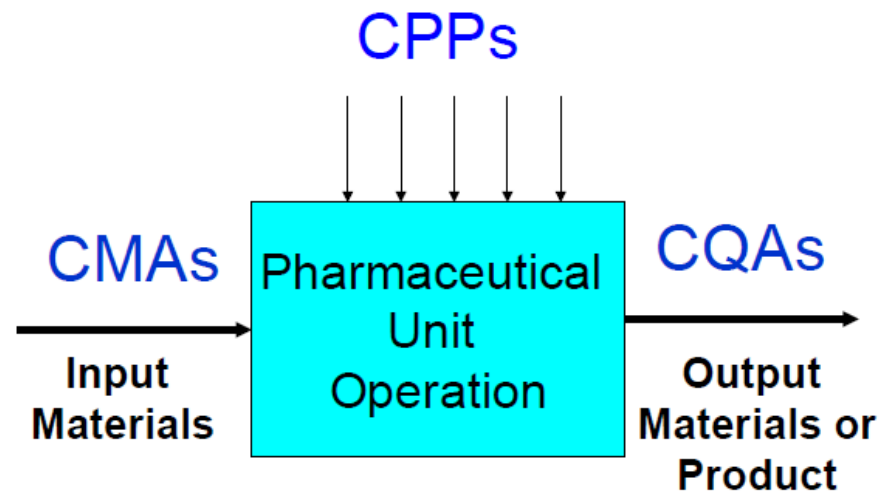 CPPs
CMAs
Input
Materials
Pharmaceutical
Unit
Operation
CQAs
Output
Materials or
Product